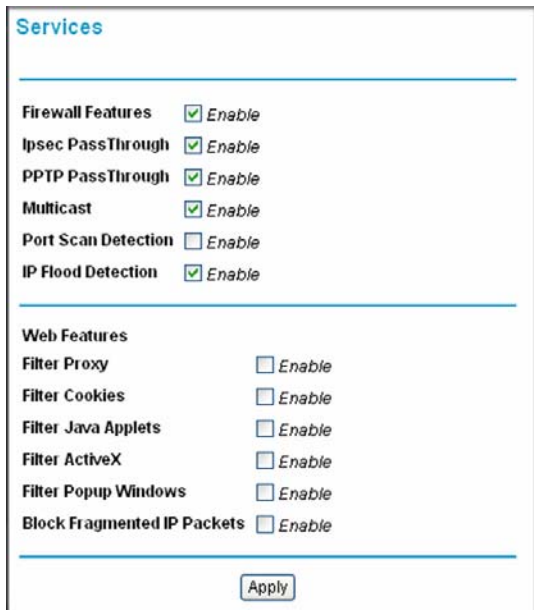 Services
Firewall Features Enable
Ipsec PassThrough Enable
PPTP PassThrough Enable
Multicast Enable
Port Scan Detection Enable
IP Flood Detection Enable
Web Features
Filter Proxy Enable
Filter Cookies Enable
Filter Java Applets Enable
Filter ActiveX Enable
Filter Popup Windows Enable
Block Fragmented IP Packets Enable
Apply